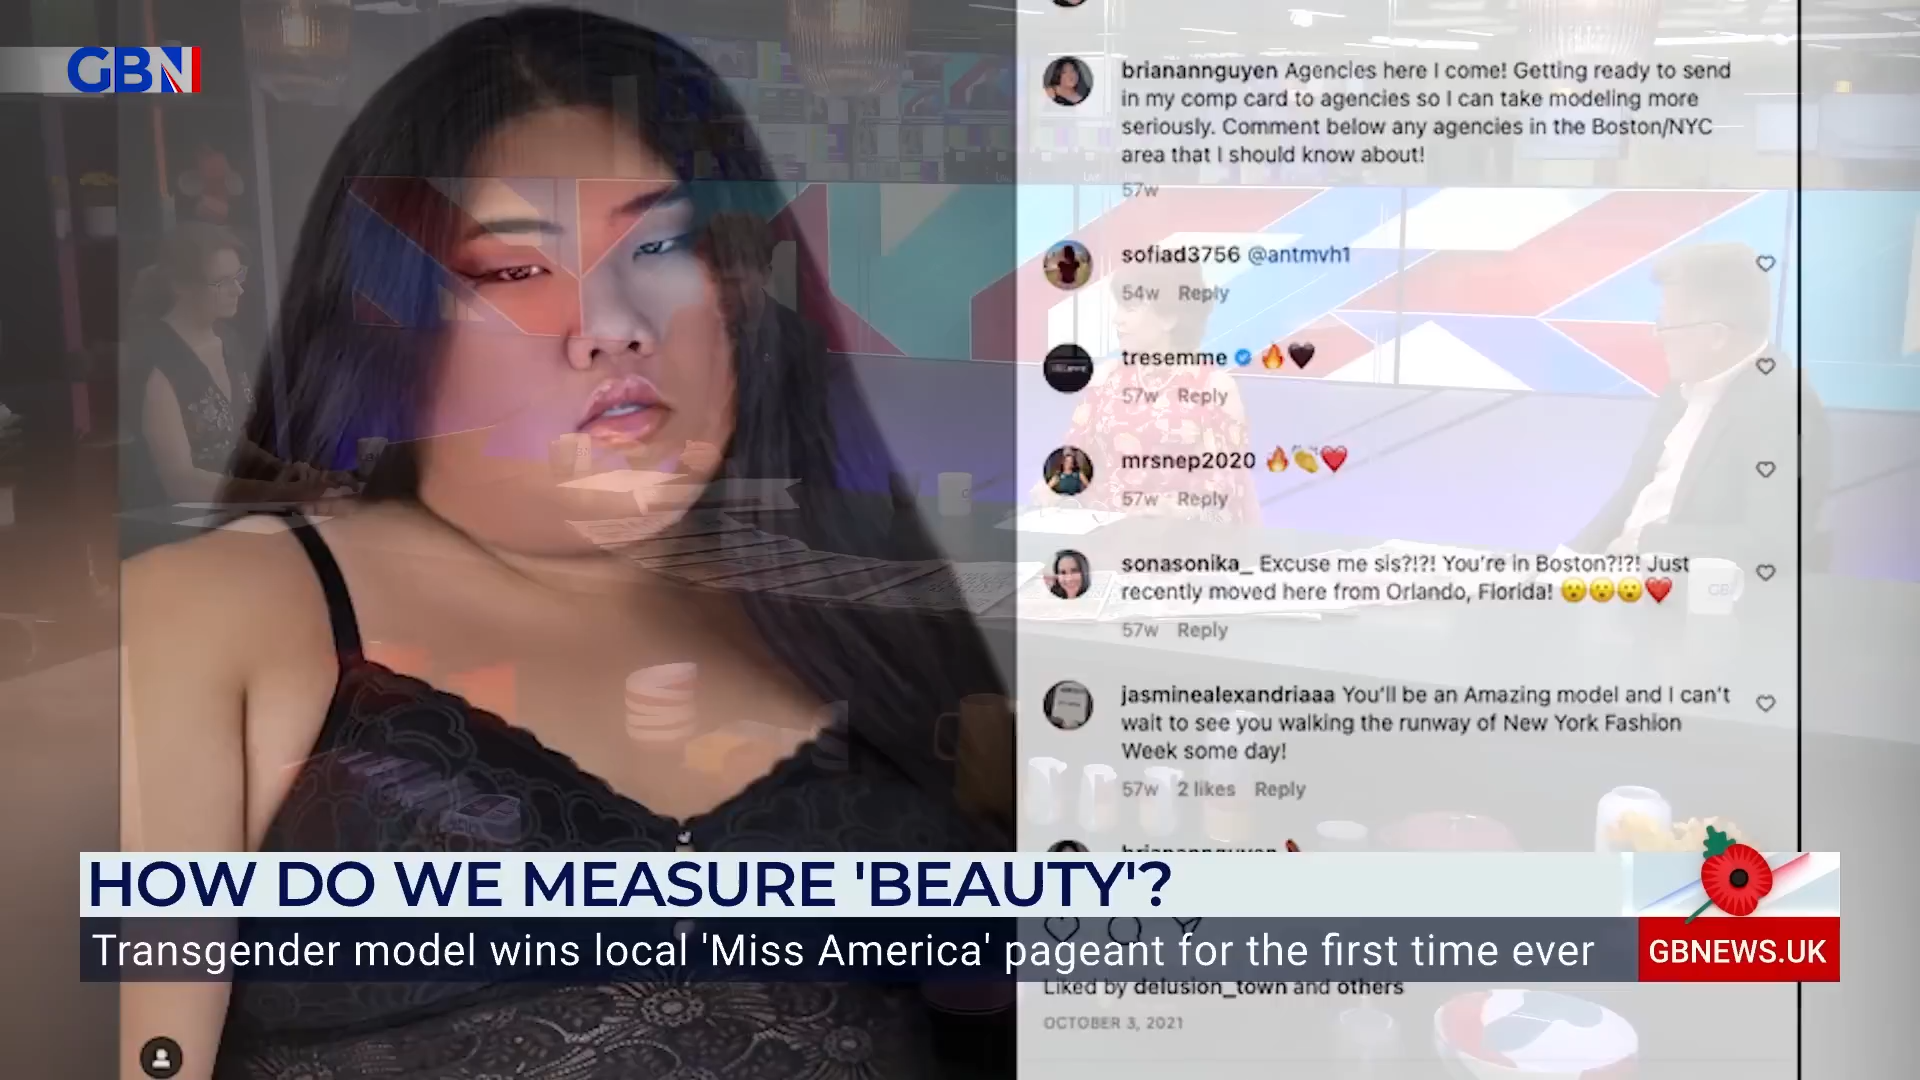 GBN
brianannguyen Agencies here I come! Getting ready to send
in my comp card to agencies so I can take modeling more
seriously. Comment below any agencies in the Boston/NYC
area that I should know about!
57w
sofiad3756 @antmvh1
54w Reply
tresemme 🔥🖤
57w Reply
mrsnep2020 🔥👏❤️
57w Reply
sonasonika_ Excuse me sis?!?! You're in Boston?!?! Just
recently moved here from Orlando, Florida! 😮😮😮❤️
57w Reply
jasminealexandriaaa You'll be an Amazing model and I can't
wait to see you walking the runway of New York Fashion
Week some day!
57w 2 likes Reply
HOW DO WE MEASURE 'BEAUTY'?
Transgender model wins local 'Miss America' pageant for the first time ever
GBNEWS.UK
Liked by delusion_town and others
OCTOBER 3, 2021